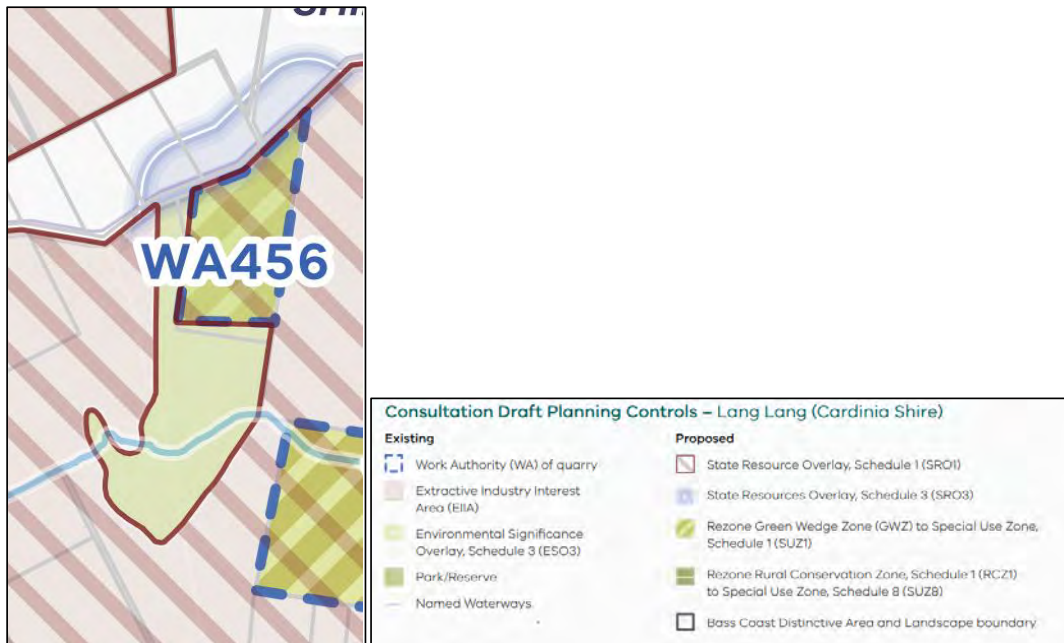 WA456
Consultation Draft Planning Controls – Lang Lang (Cardinia Shire)
Existing
Work Authority (WA) of quarry
Extractive Industry Interest
Area (EIIA)
Environmental Significance
Overlay, Schedule 3 (ESO3)
Park/Reserve
Named Waterways
Proposed
State Resource Overlay, Schedule 1 (SRO1)
State Resources Overlay, Schedule 3 (SRO3)
Rezone Green Wedge Zone (GWZ) to Special Use Zone,
Schedule 1 (SUZ1)
Rezone Rural Conservation Zone, Schedule 1 (RCZ1)
to Special Use Zone, Schedule 8 (SUZ8)
Bass Coast Distinctive Area and Landscape boundary